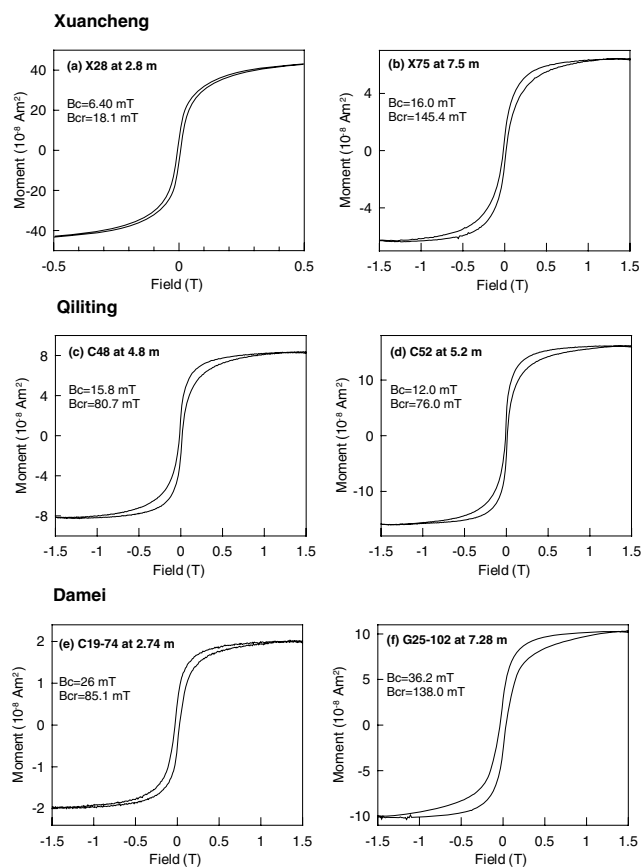 Xuancheng
(a) X28 at 2.8 m
Bc=6.40 mT
Bcr=18.1 mT
Moment (10⁻⁸ Am²)
40
20
0
-20
-40
-0.5
0
0.5
Field (T)
(b) X75 at 7.5 m
Bc=16.0 mT
Bcr=145.4 mT
Moment (10⁻⁸ Am²)
4
0
-4
-1.5
-1
-0.5
0
0.5
1
1.5
Field (T)
Qiliting
(c) C48 at 4.8 m
Bc=15.8 mT
Bcr=80.7 mT
Moment (10⁻⁸ Am²)
8
4
0
-4
-8
-1.5
-1
-0.5
0
0.5
1
1.5
Field (T)
(d) C52 at 5.2 m
Bc=12.0 mT
Bcr=76.0 mT
Moment (10⁻⁸ Am²)
10
0
-10
-1.5
-1
-0.5
0
0.5
1
1.5
Field (T)
Damei
(e) C19-74 at 2.74 m
Bc=26 mT
Bcr=85.1 mT
Moment (10⁻⁸ Am²)
2
1
0
-1
-2
-1.5
-1
-0.5
0
0.5
1
1.5
Field (T)
(f) G25-102 at 7.28 m
Bc=36.2 mT
Bcr=138.0 mT
Moment (10⁻⁸ Am²)
10
5
0
-5
-10
-1.5
-1
-0.5
0
0.5
1
1.5
Field (T)